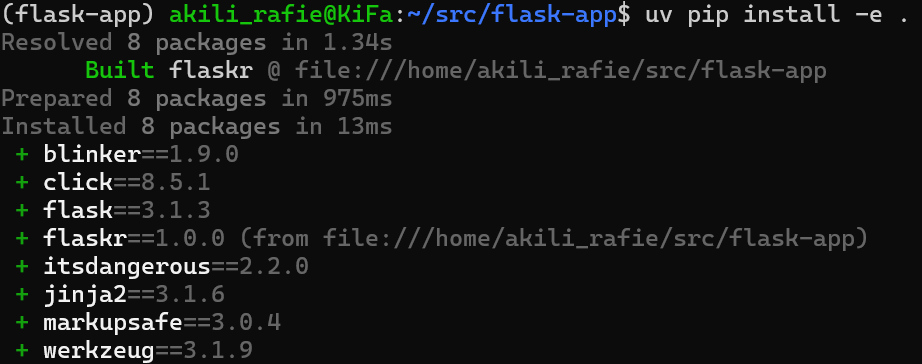 (flask-app) akili_rafie@KiFa:~/src/flask-app$ uv pip install -e .
Resolved 8 packages in 1.34s
      Built flaskr @ file:///home/akili_rafie/src/flask-app
Prepared 8 packages in 975ms
Installed 8 packages in 13ms
 + blinker==1.9.0
 + click==8.5.1
 + flask==3.1.3
 + flaskr==1.0.0 (from file:///home/akili_rafie/src/flask-app)
 + itsdangerous==2.2.0
 + jinja2==3.1.6
 + markupsafe==3.0.4
 + werkzeug==3.1.9